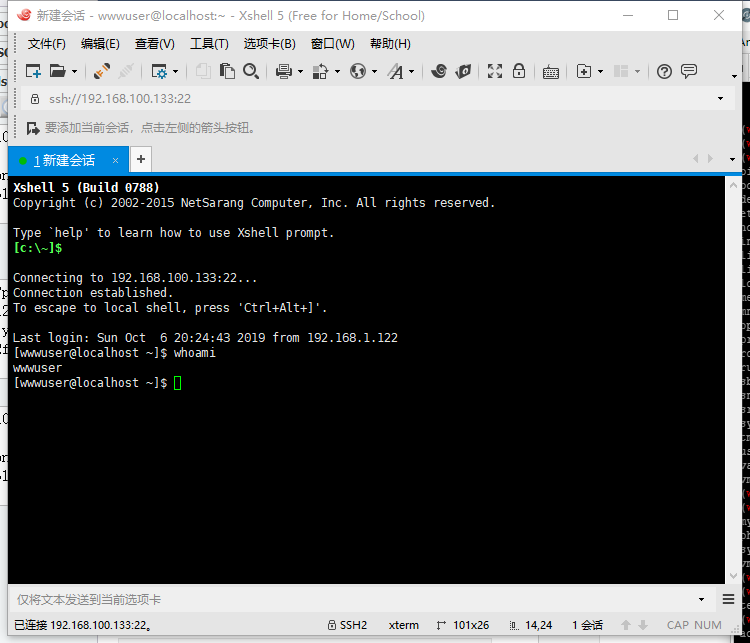 新建会话 - wwwuser@localhost:~ - Xshell 5 (Free for Home/School)
文件(F) 编辑(E) 查看(V) 工具(T) 选项卡(B) 窗口(W) 帮助(H)
ssh://192.168.100.133:22
要添加当前会话，点击左侧的箭头按钮。
1 新建会话 × +
Xshell 5 (Build 0788)
Copyright (c) 2002-2015 NetSarang Computer, Inc. All rights reserved.
Type `help' to learn how to use Xshell prompt.
[c:\~]$
Connecting to 192.168.100.133:22...
Connection established.
To escape to local shell, press 'Ctrl+Alt+]'.
Last login: Sun Oct  6 20:24:43 2019 from 192.168.1.122
[wwwuser@localhost ~]$ whoami
wwwuser
[wwwuser@localhost ~]$
仅将文本发送到当前选项卡
已连接 192.168.100.133:22。 SSH2 xterm 101x26 14,24 1 会话 CAP NUM